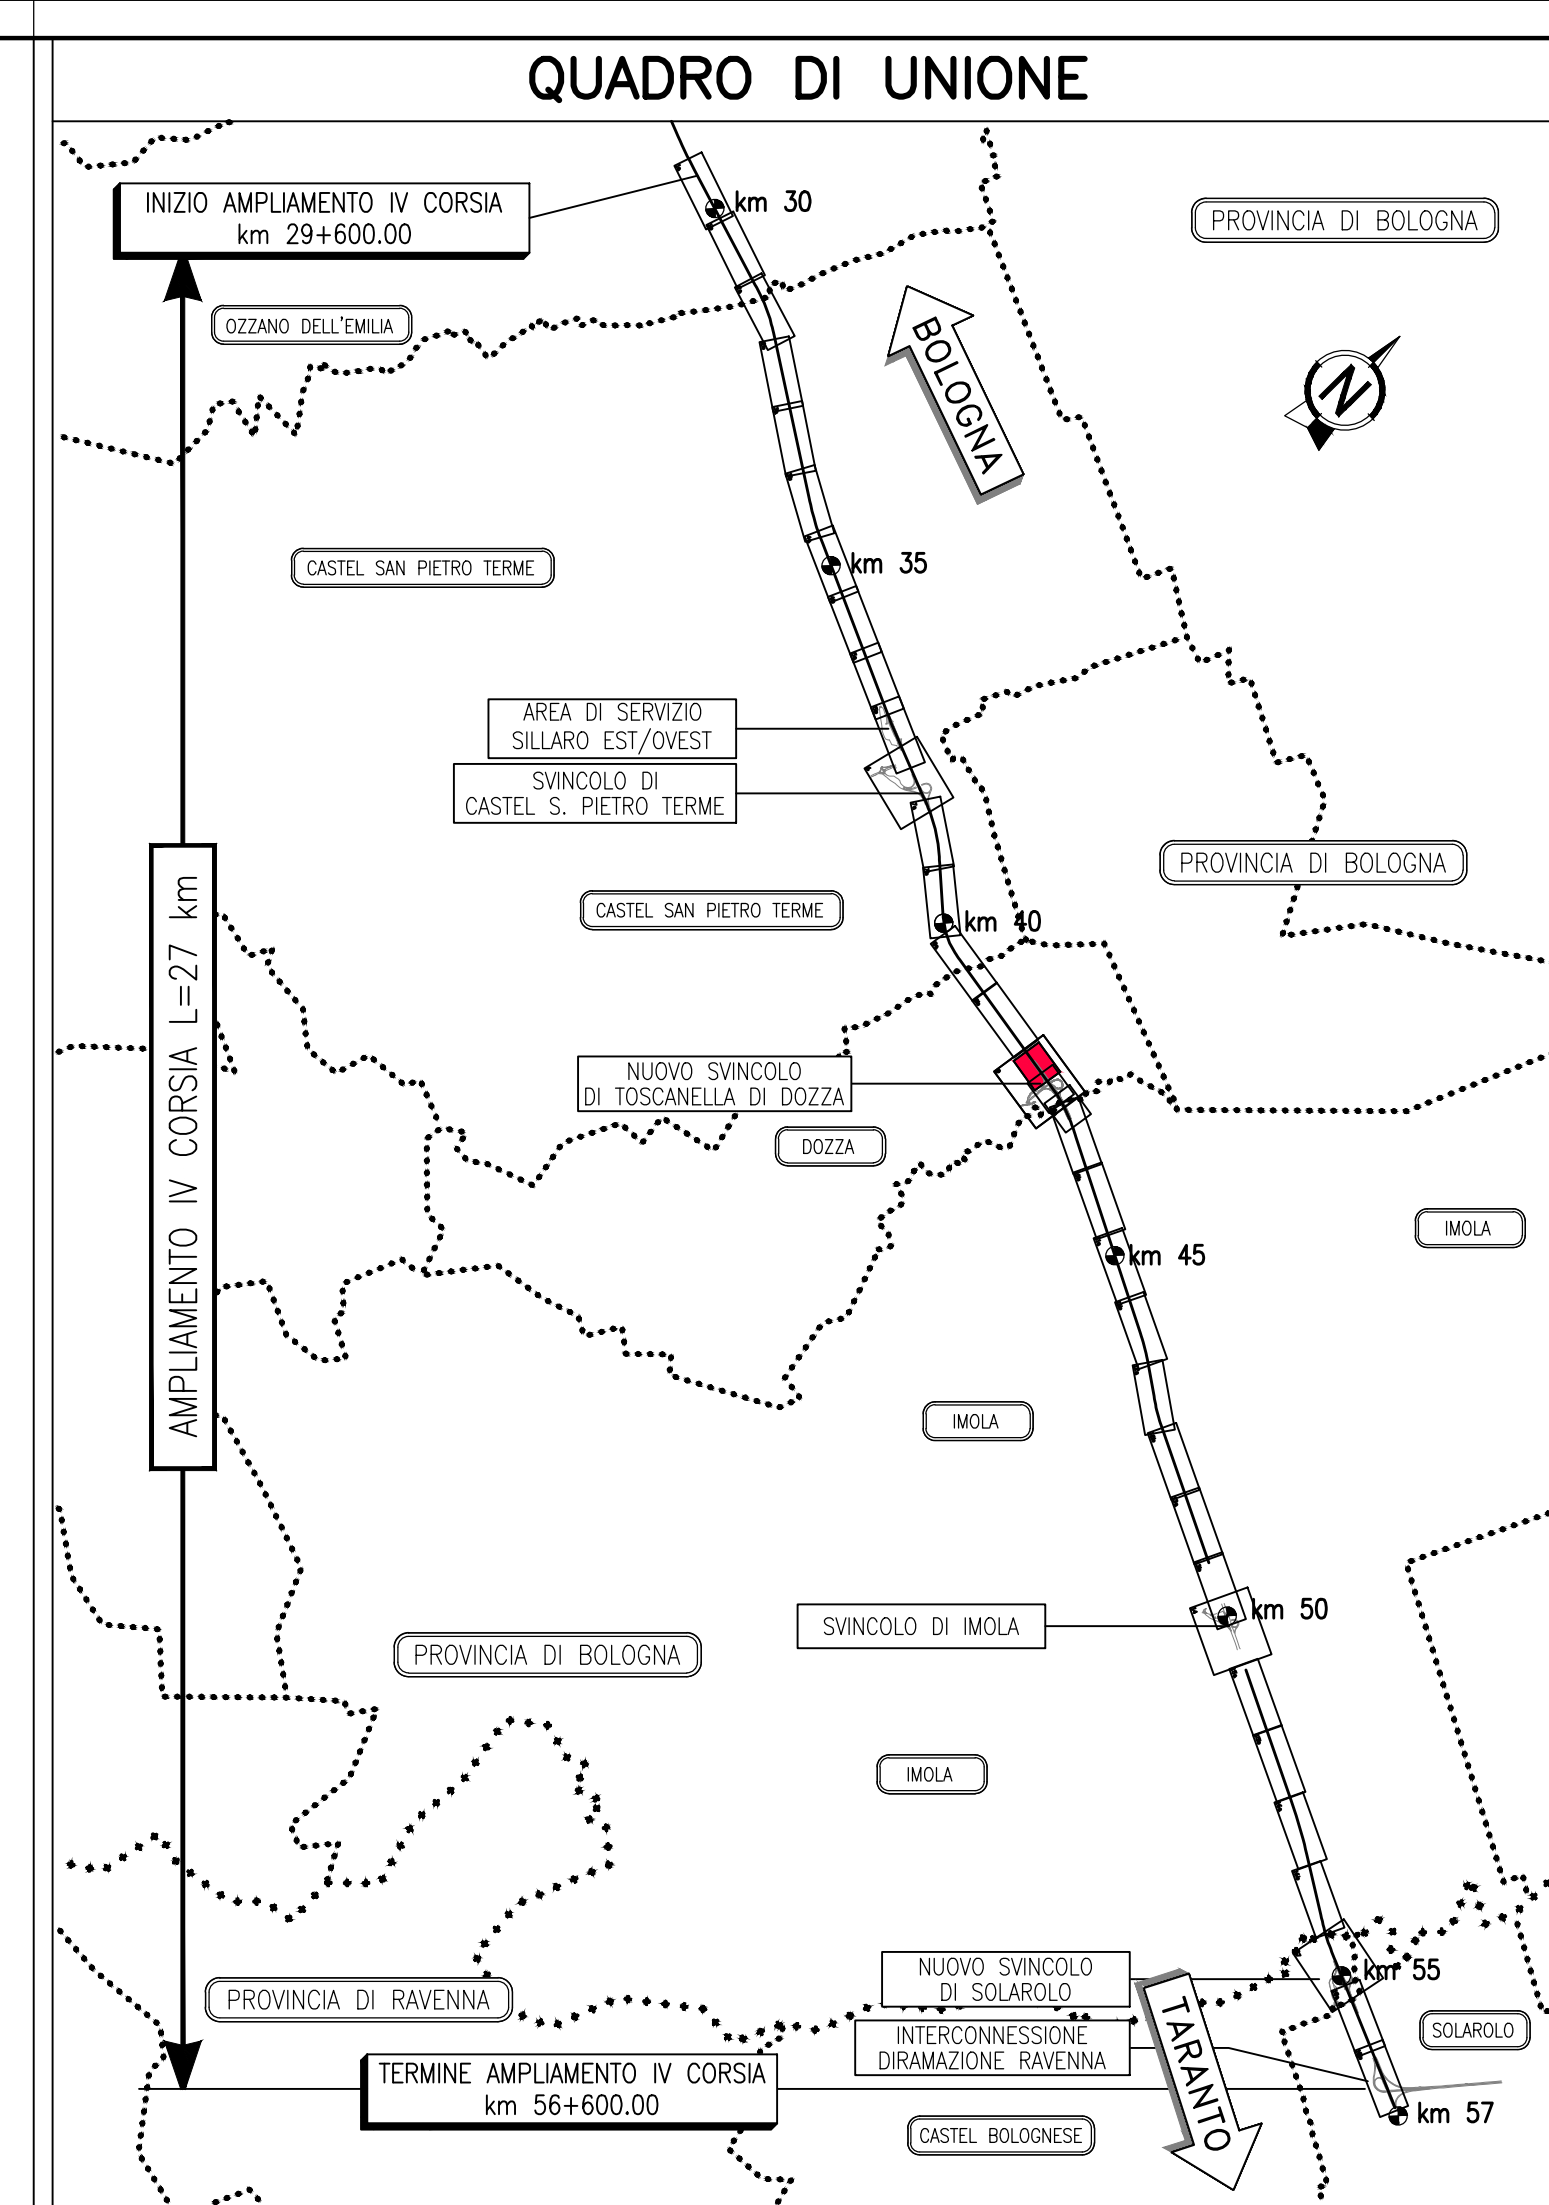 QUADRO DI UNIONE
INIZIO AMPLIAMENTO IV CORSIA
km 29+600.00
km 30
PROVINCIA DI BOLOGNA
OZZANO DELL'EMILIA
BOLOGNA
N
CASTEL SAN PIETRO TERME
km 35
AREA DI SERVIZIO
SILLARO EST/OVEST
SVINCOLO DI
CASTEL S. PIETRO TERME
PROVINCIA DI BOLOGNA
AMPLIAMENTO IV CORSIA L=27 km
CASTEL SAN PIETRO TERME
km 40
NUOVO SVINCOLO
DI TOSCANELLA DI DOZZA
DOZZA
IMOLA
km 45
IMOLA
SVINCOLO DI IMOLA
km 50
PROVINCIA DI BOLOGNA
IMOLA
NUOVO SVINCOLO
DI SOLAROLO
km 55
PROVINCIA DI RAVENNA
SOLAROLO
INTERCONNESSIONE
DIRAMAZIONE RAVENNA
TARANTO
TERMINE AMPLIAMENTO IV CORSIA
km 56+600.00
km 57
CASTEL BOLOGNESE